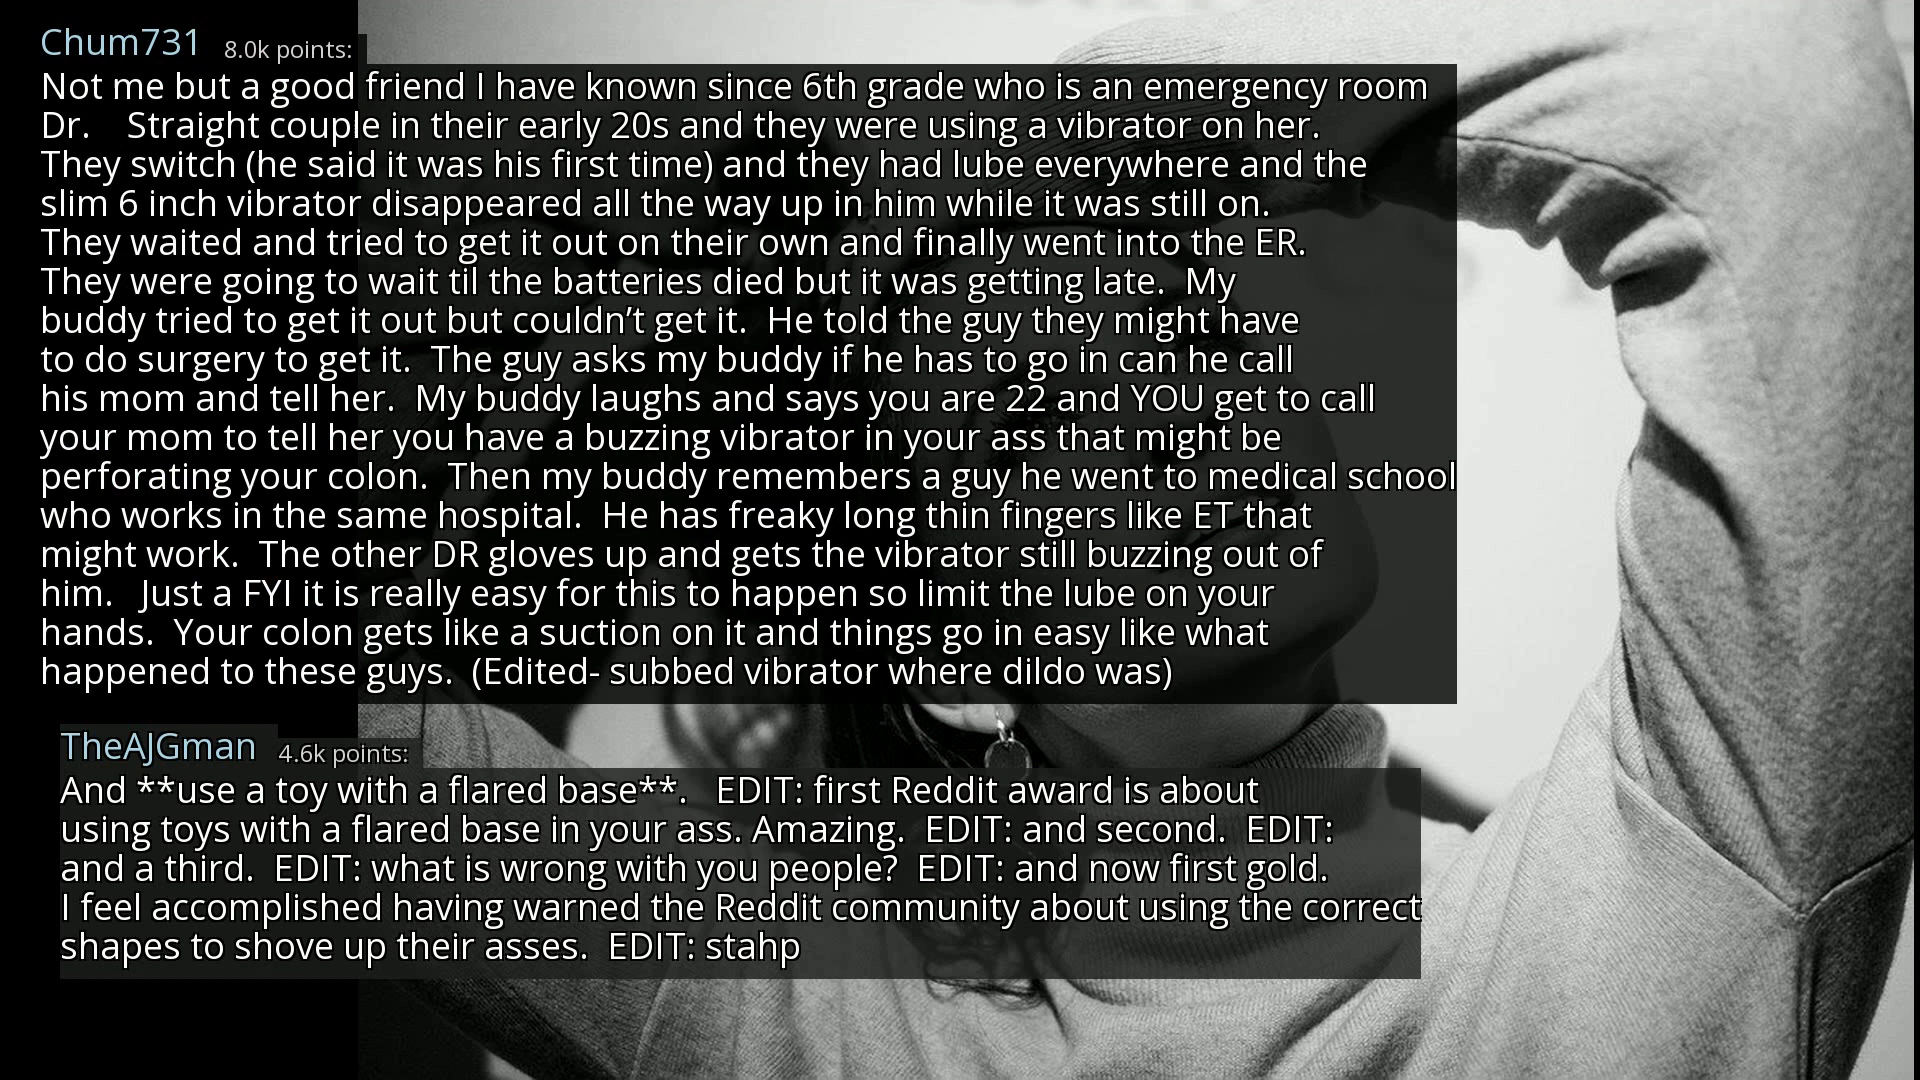 Chum731 8.0k points:
Not me but a good friend I have known since 6th grade who is an emergency room
Dr.    Straight couple in their early 20s and they were using a vibrator on her.
They switch (he said it was his first time) and they had lube everywhere and the
slim 6 inch vibrator disappeared all the way up in him while it was still on.
They waited and tried to get it out on their own and finally went into the ER.
They were going to wait til the batteries died but it was getting late.  My
buddy tried to get it out but couldn’t get it.  He told the guy they might have
to do surgery to get it.  The guy asks my buddy if he has to go in can he call
his mom and tell her.  My buddy laughs and says you are 22 and YOU get to call
your mom to tell her you have a buzzing vibrator in your ass that might be
perforating your colon.  Then my buddy remembers a guy he went to medical school
who works in the same hospital.  He has freaky long thin fingers like ET that
might work.  The other DR gloves up and gets the vibrator still buzzing out of
him.   Just a FYI it is really easy for this to happen so limit the lube on your
hands.  Your colon gets like a suction on it and things go in easy like what
happened to these guys.  (Edited- subbed vibrator where dildo was)
TheAJGman 4.6k points:
And **use a toy with a flared base**.   EDIT: first Reddit award is about
using toys with a flared base in your ass. Amazing.  EDIT: and second.  EDIT:
and a third.  EDIT: what is wrong with you people?  EDIT: and now first gold.
I feel accomplished having warned the Reddit community about using the correct
shapes to shove up their asses.  EDIT: stahp